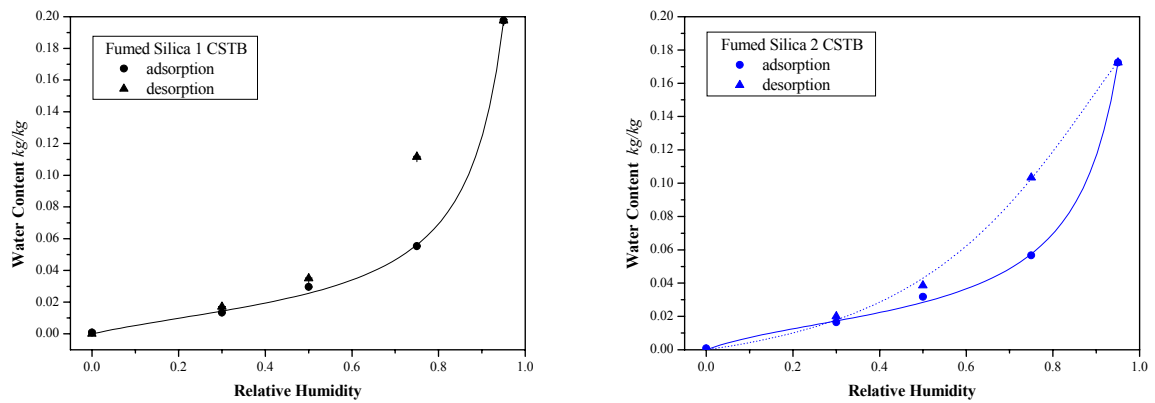 Fumed Silica 1 CSTB
adsorption
desorption
Water Content kg/kg
0.20
0.18
0.16
0.14
0.12
0.10
0.08
0.06
0.04
0.02
0.00
0.0 0.2 0.4 0.6 0.8 1.0
Relative Humidity
Fumed Silica 2 CSTB
adsorption
desorption
Water Content kg/kg
0.20
0.18
0.16
0.14
0.12
0.10
0.08
0.06
0.04
0.02
0.00
0.0 0.2 0.4 0.6 0.8 1.0
Relative Humidity